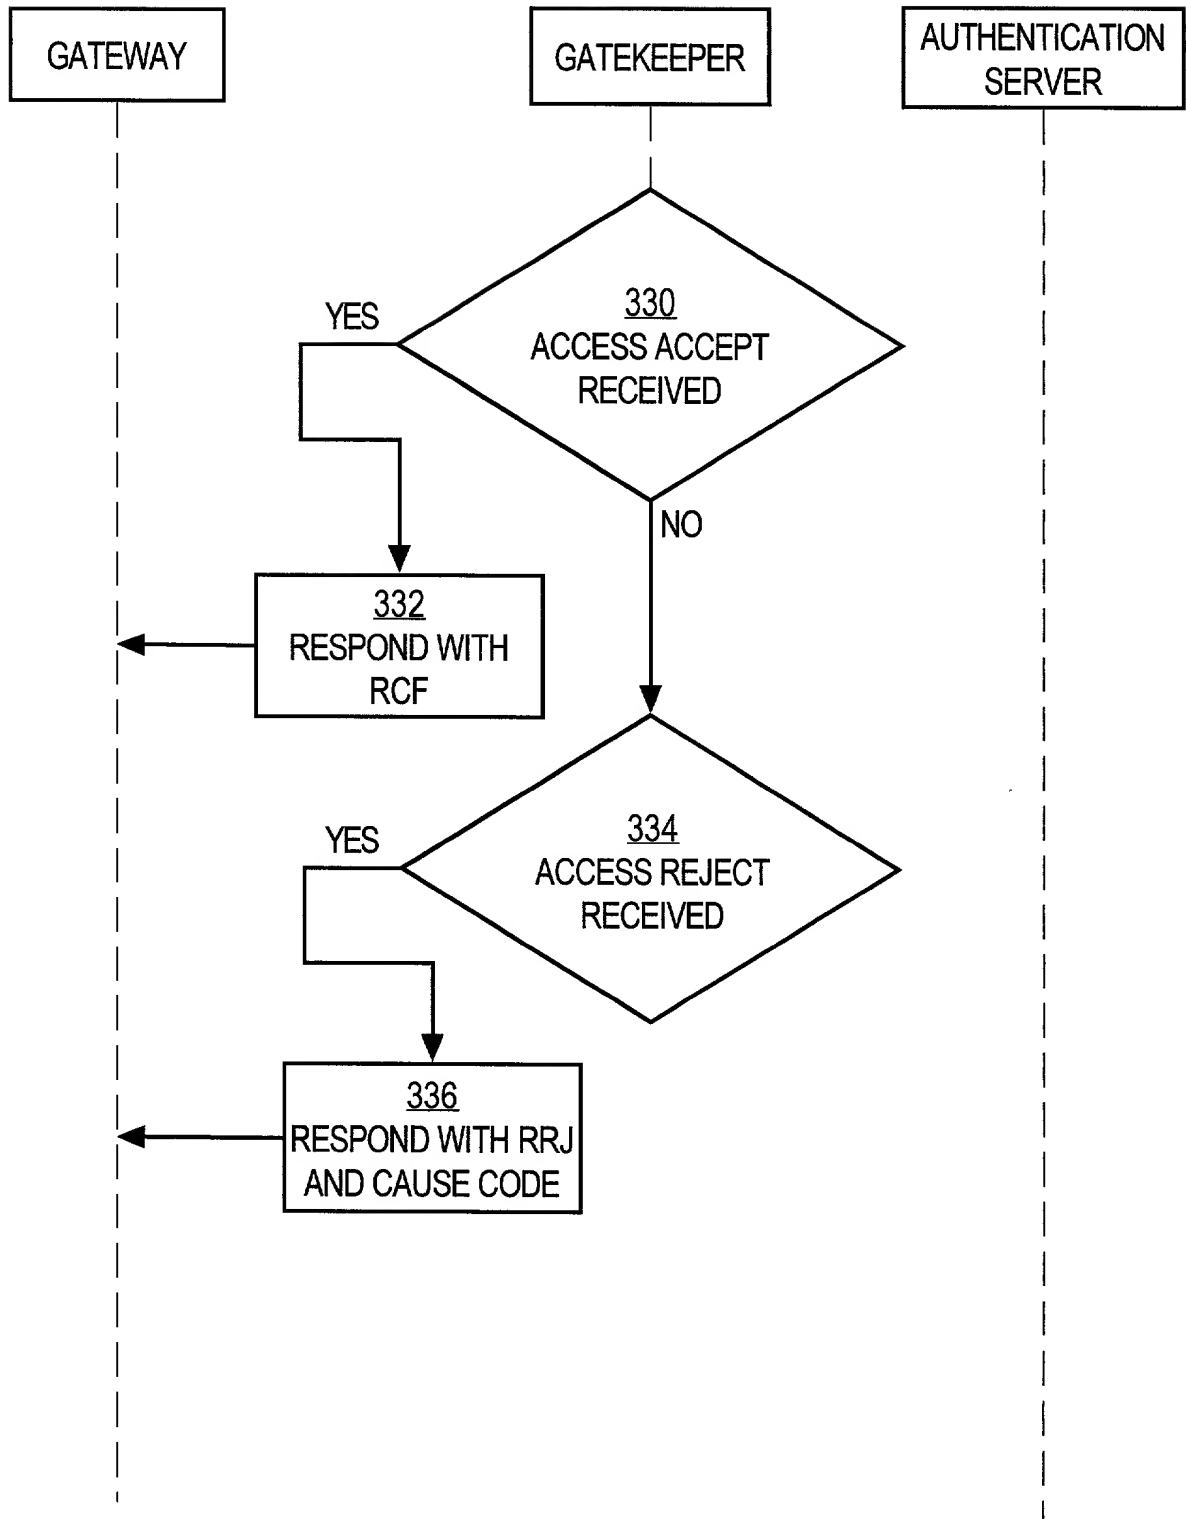 GATEWAY
GATEKEEPER
AUTHENTICATION
SERVER
330
ACCESS ACCEPT
RECEIVED
YES
NO
332
RESPOND WITH
RCF
334
ACCESS REJECT
RECEIVED
YES
336
RESPOND WITH RRJ
AND CAUSE CODE